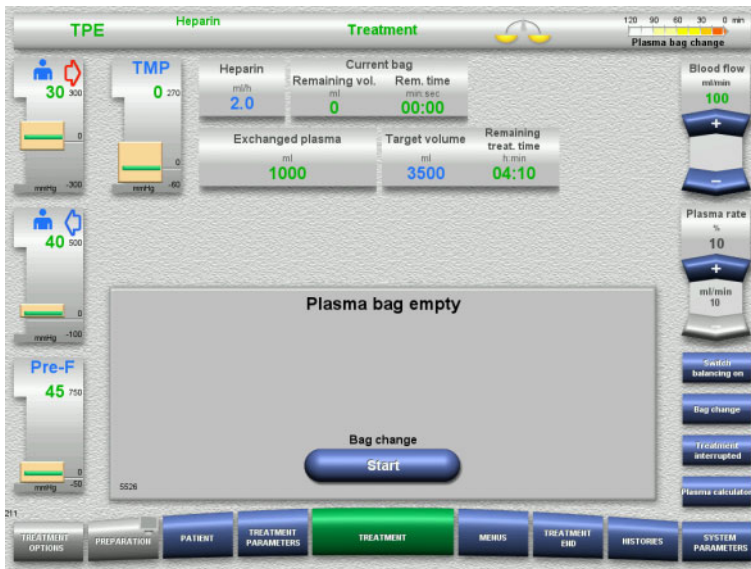 TPE
Heparin
Treatment
120 90 60 30 0 min
Plasma bag change
30 300
0
mmHg -300
TMP
0 270
0
mmHg -60
Heparin
ml/h
2.0
Current bag
Remaining vol. Rem. time
ml min:sec
0 00:00
Exchanged plasma
ml
1000
Target volume
ml
3500
Remaining
treat. time
h:min
04:10
Blood flow
ml/min
100
+
–
40 500
0
mmHg -100
Plasma rate
%
10
+
ml/min
10
–
Pre-F
45 750
0
mmHg -50
Plasma bag empty
Bag change
Start
5526
Switch
balancing on
Bag change
Treatment
interrupted
Plasma calculator
211
TREATMENT
OPTIONS
PREPARATION
PATIENT
TREATMENT
PARAMETERS
TREATMENT
MENUS
TREATMENT
END
HISTORIES
SYSTEM
PARAMETERS